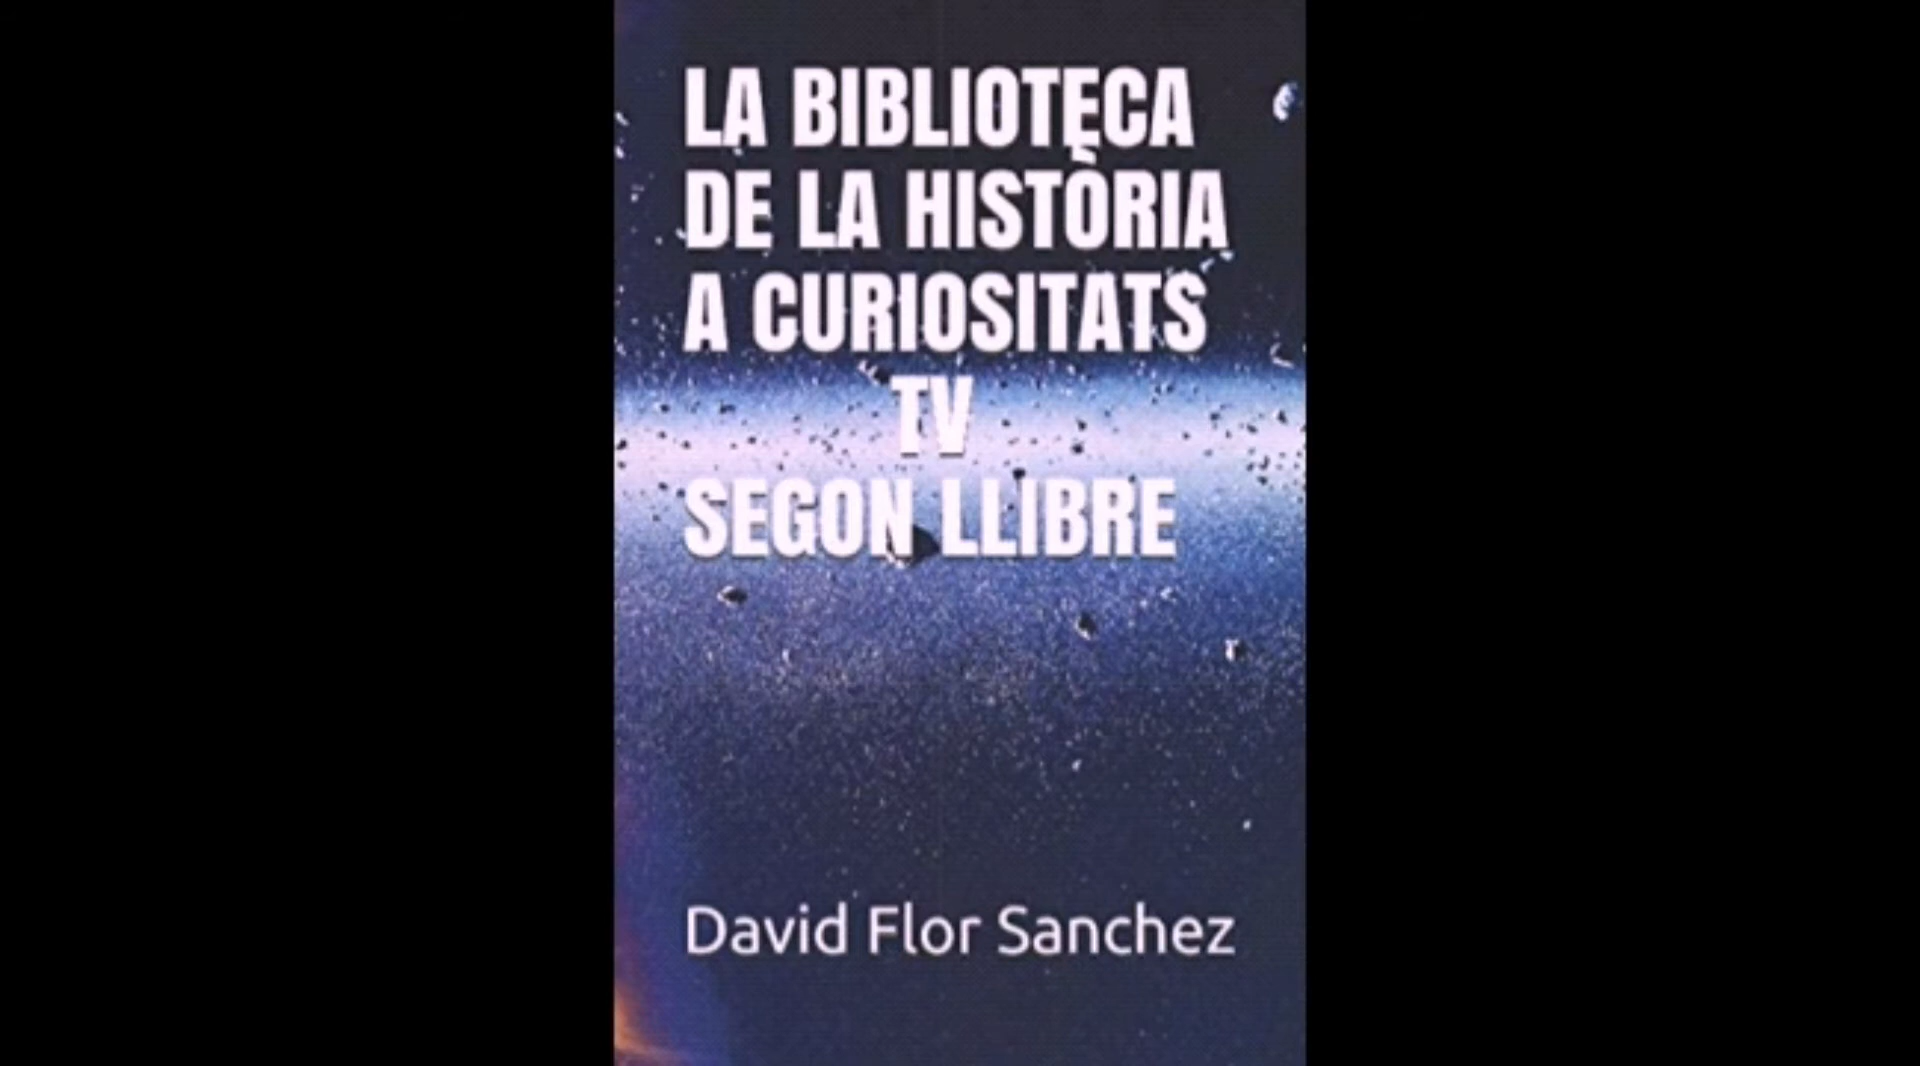 LA BIBLIOTECA
DE LA HISTÒRIA
A CURIOSITATS
TV
SEGON LLIBRE
David Flor Sanchez